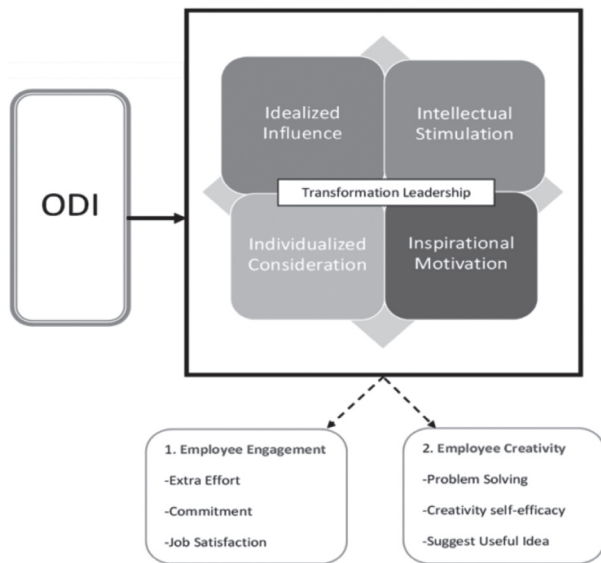 ODI
Idealized
Influence
Intellectual
Stimulation
Transformation Leadership
Individualized
Consideration
Inspirational
Motivation
1. Employee Engagement
-Extra Effort
-Commitment
-Job Satisfaction
2. Employee Creativity
-Problem Solving
-Creativity self-efficacy
-Suggest Useful Idea